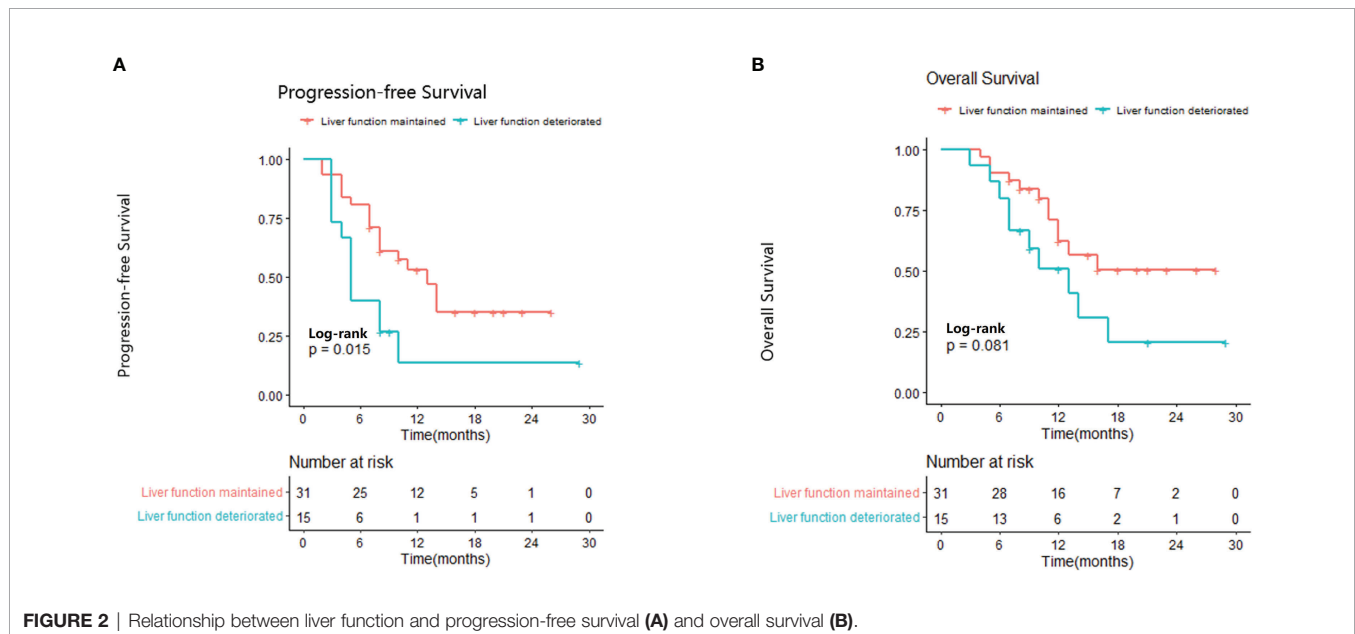 A
Progression-free Survival
Liver function maintained Liver function deteriorated
Progression-free Survival
1.00
0.75
0.50
0.25
0.00
Log-rank
p = 0.015
0 6 12 18 24 30
Time(months)
Number at risk
Liver function maintained 31 25 12 5 1 0
Liver function deteriorated 15 6 1 1 1 0
0 6 12 18 24 30
Time(months)
B
Overall Survival
Liver function maintained Liver function deteriorated
Overall Survival
1.00
0.75
0.50
0.25
0.00
Log-rank
p = 0.081
0 6 12 18 24 30
Time(months)
Number at risk
Liver function maintained 31 28 16 7 2 0
Liver function deteriorated 15 13 6 2 1 0
0 6 12 18 24 30
Time(months)
FIGURE 2 | Relationship between liver function and progression-free survival (A) and overall survival (B).